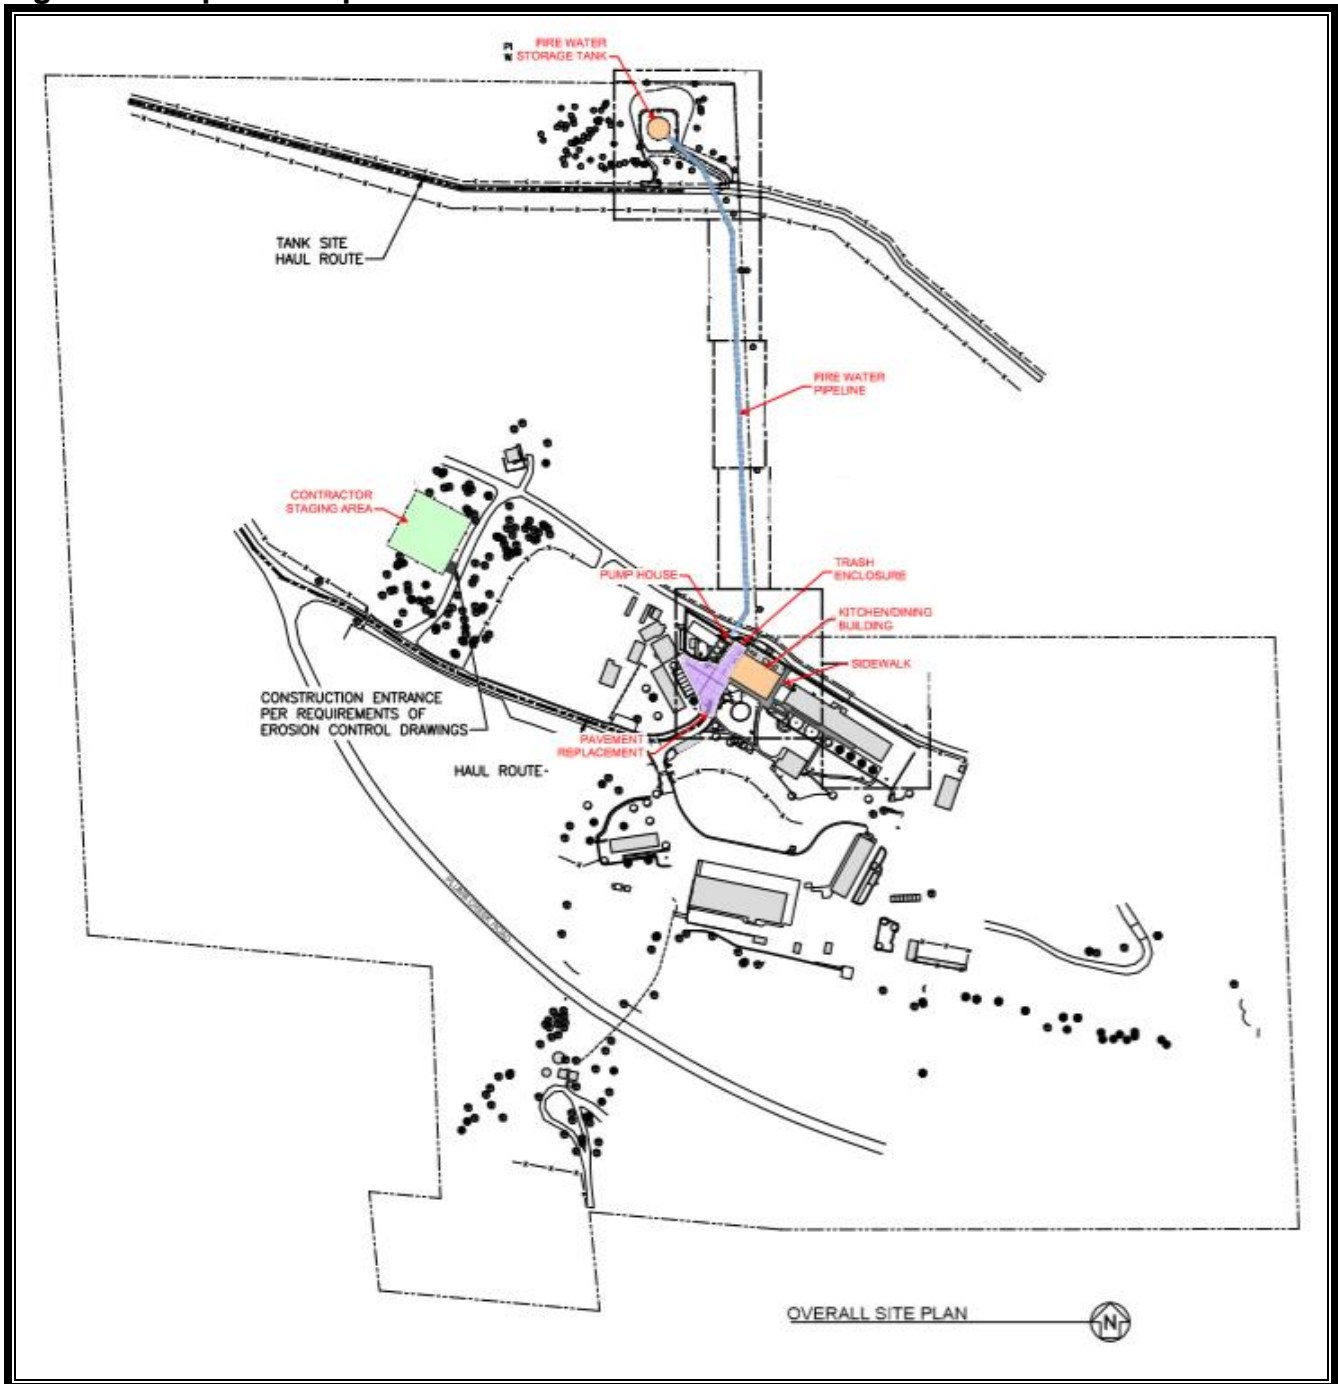 FIRE WATER
STORAGE TANK
TANK SITE
HAUL ROUTE
FIRE WATER
PIPELINE
CONTRACTOR
STAGING AREA
PUMP HOUSE
TRASH
ENCLOSURE
KITCHEN/DINING
BUILDING
SIDEWALK
CONSTRUCTION ENTRANCE
PER REQUIREMENTS OF
EROSION CONTROL DRAWINGS
PAVEMENT
REPLACEMENT
HAUL ROUTE-
OVERALL SITE PLAN
N